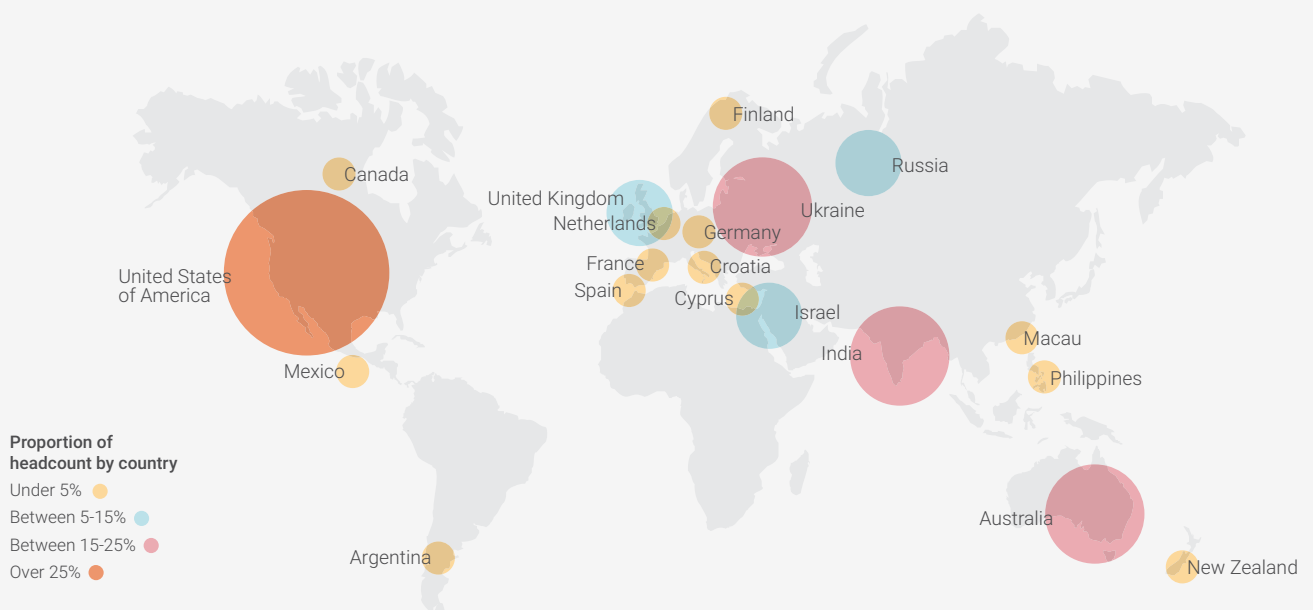 Finland
Canada
Russia
United Kingdom
Ukraine
Netherlands
Germany
France
Croatia
United States
of America
Spain
Cyprus
Israel
India
Macau
Mexico
Philippines
Proportion of
headcount by country
Under 5%
Between 5-15%
Between 15-25%
Over 25%
Australia
Argentina
New Zealand